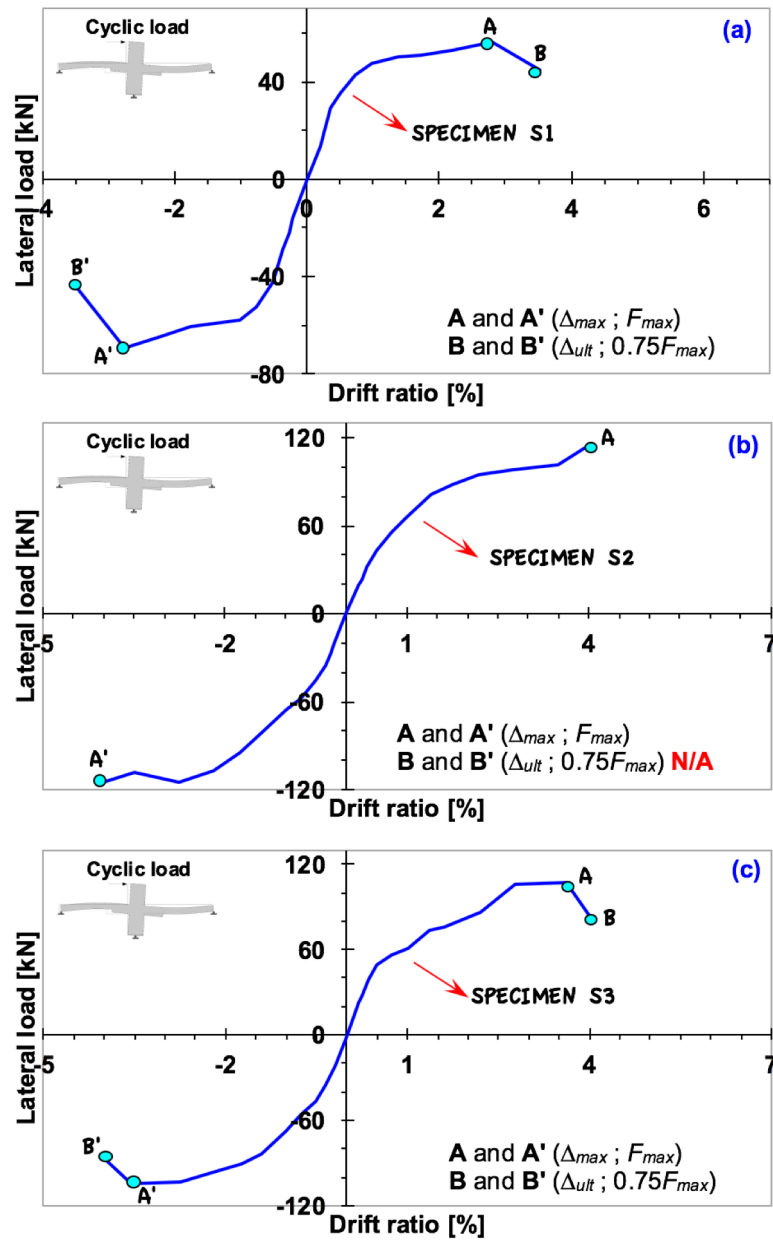 Cyclic load
(a)
A
B
40
SPECIMEN S1
0
-4
-2
0
2
4
6
Lateral load [kN]
B'
-40
A'
A and A' (Δmax ; Fmax)
B and B' (Δult ; 0.75Fmax)
-80
Drift ratio [%]
120
Cyclic load
A
(b)
60
SPECIMEN S2
0
-5
-2
1
4
7
Lateral load [kN]
-60
A'
A and A' (Δmax ; Fmax)
B and B' (Δult ; 0.75Fmax) N/A
-120
Drift ratio [%]
120
Cyclic load
A
(c)
B
60
SPECIMEN S3
0
-5
-2
1
4
7
Lateral load [kN]
-60
B'
A'
A and A' (Δmax ; Fmax)
B and B' (Δult ; 0.75Fmax)
-120
Drift ratio [%]